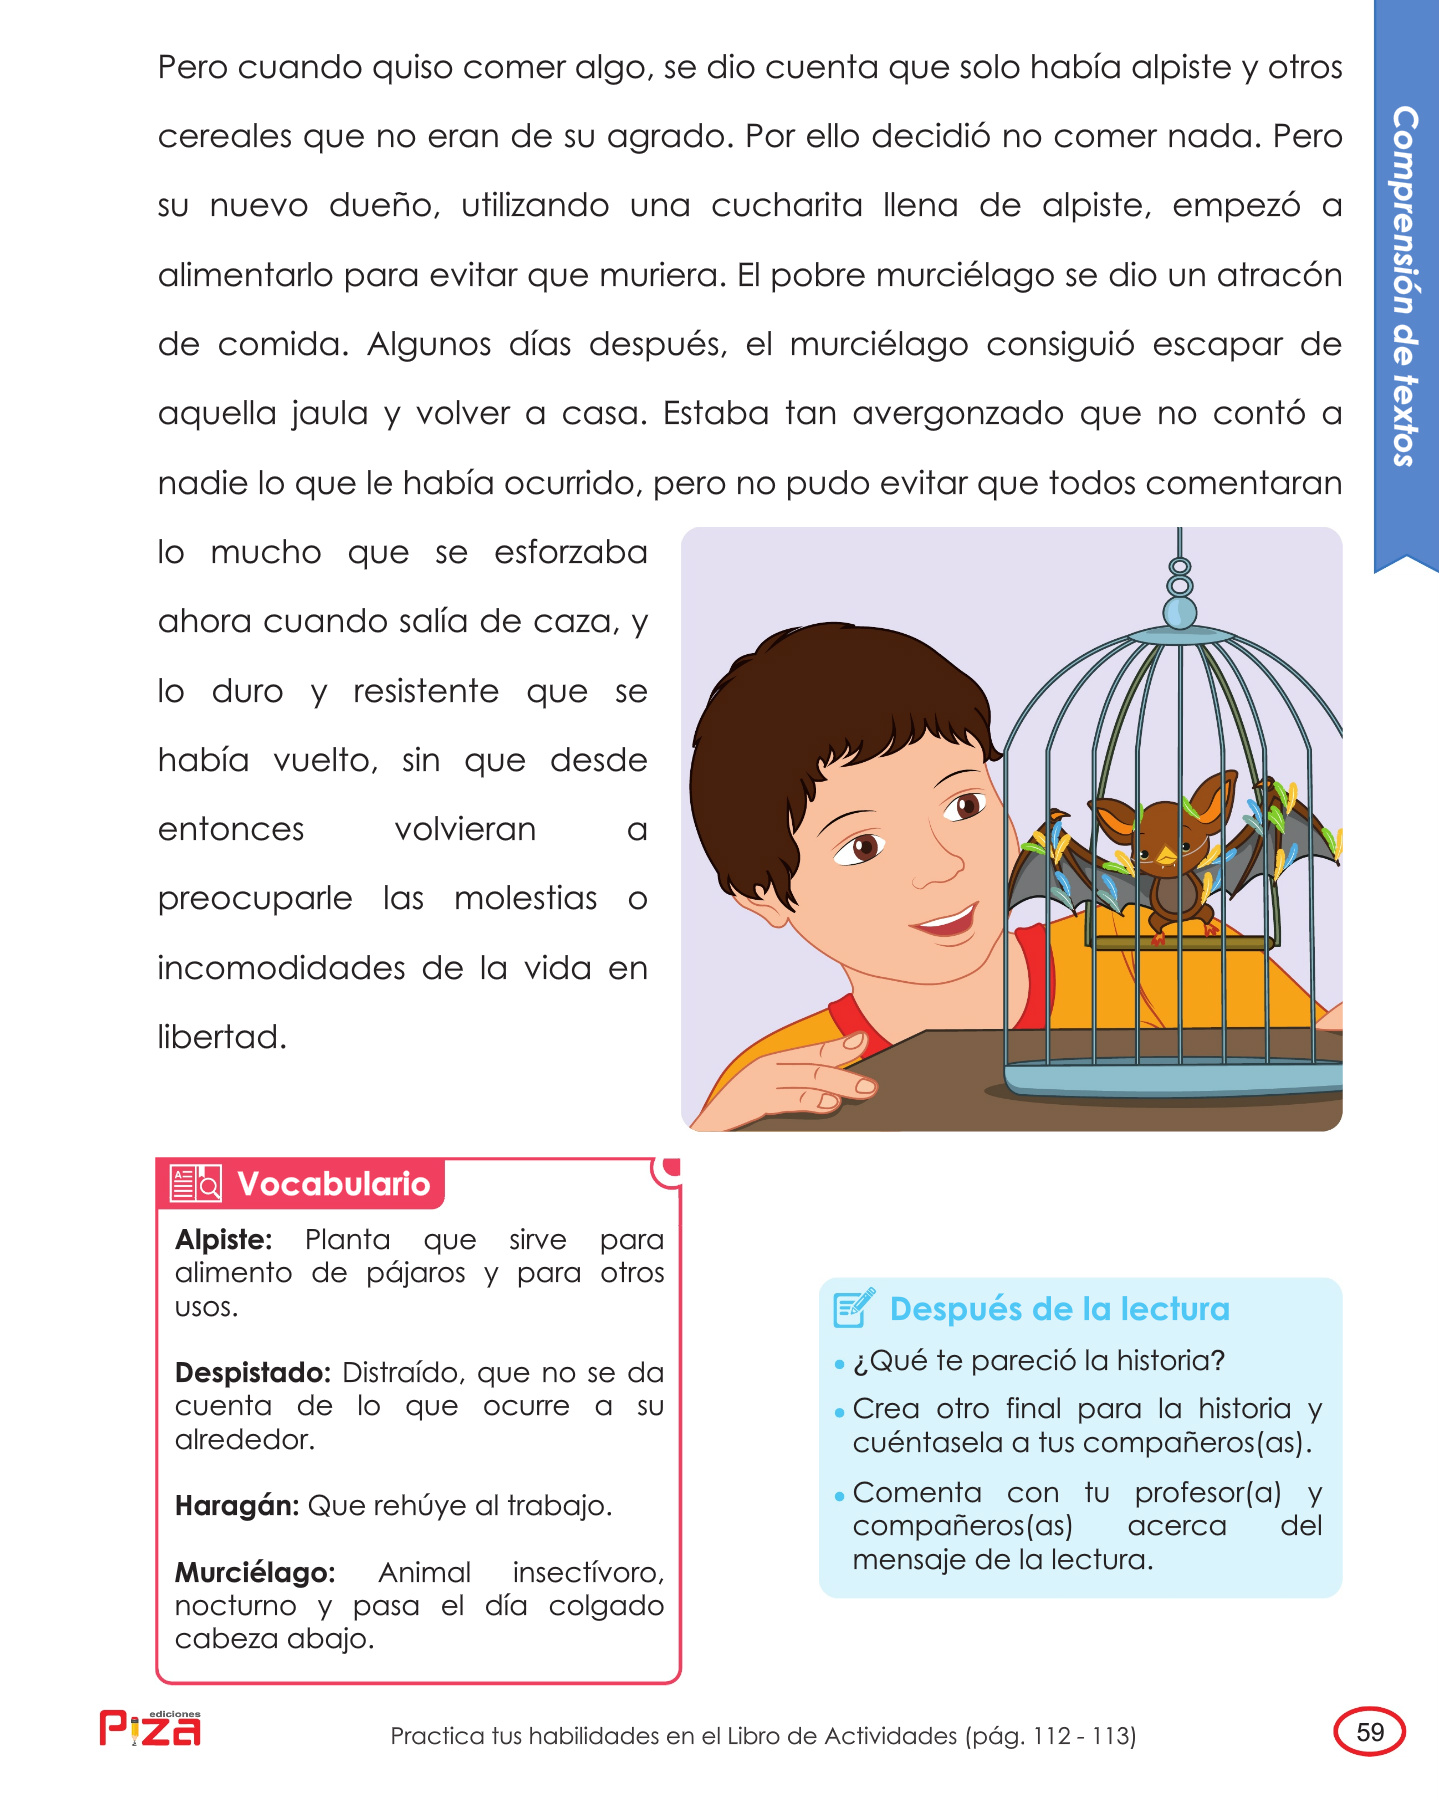 Pero cuando quiso comer algo, se dio cuenta que solo había alpiste y otros
cereales que no eran de su agrado. Por ello decidió no comer nada. Pero
su nuevo dueño, utilizando una cucharita llena de alpiste, empezó a
alimentarlo para evitar que muriera. El pobre murciélago se dio un atracón
de comida. Algunos días después, el murciélago consiguió escapar de
aquella jaula y volver a casa. Estaba tan avergonzado que no contó a
nadie lo que le había ocurrido, pero no pudo evitar que todos comentaran
lo mucho que se esforzaba
ahora cuando salía de caza, y
lo duro y resistente que se
había vuelto, sin que desde
entonces volvieran a
preocuparle las molestias o
incomodidades de la vida en
libertad.
Comprensión de textos
Vocabulario
Alpiste: Planta que sirve para
alimento de pájaros y para otros
usos.
Despistado: Distraído, que no se da
cuenta de lo que ocurre a su
alrededor.
Haragán: Que rehúye al trabajo.
Murciélago: Animal insectívoro,
nocturno y pasa el día colgado
cabeza abajo.
Después de la lectura
• ¿Qué te pareció la historia?
• Crea otro final para la historia y
cuéntasela a tus compañeros(as).
• Comenta con tu profesor(a) y
compañeros(as) acerca del
mensaje de la lectura.
ediciones
Piza
Practica tus habilidades en el Libro de Actividades (pág. 112 - 113)
59